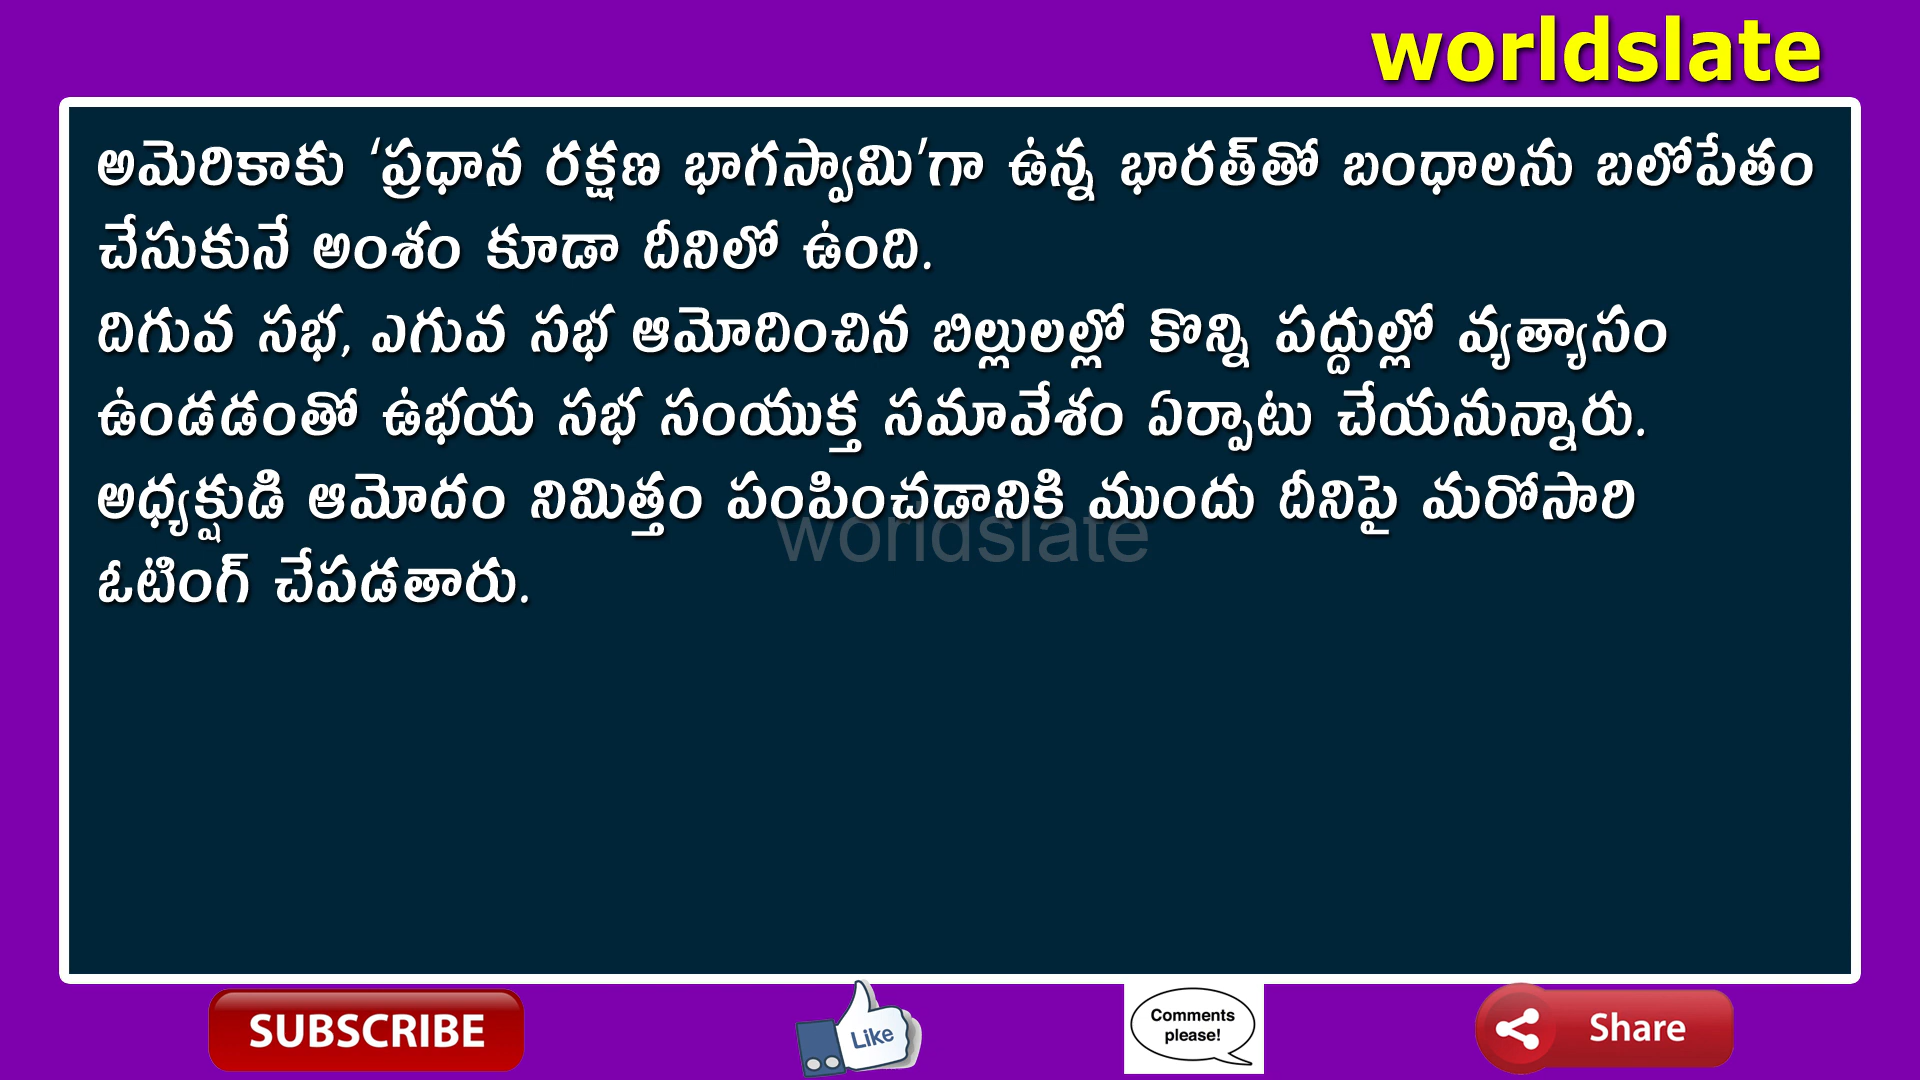 worldslate
అమెరికాకు ‘ప్రధాన రక్షణ భాగస్వామి’గా ఉన్న భారత్‌తో బంధాలను బలోపేతం
చేసుకునే అంశం కూడా దీనిలో ఉంది.
దిగువ సభ, ఎగువ సభ ఆమోదించిన బిల్లులల్లో కొన్ని పద్దుల్లో వ్యత్యాసం
ఉండడంతో ఉభయ సభ సంయుక్త సమావేశం ఏర్పాటు చేయనున్నారు.
అధ్యక్షుడి ఆమోదం నిమిత్తం పంపించడానికి ముందు దీనిపై మరోసారి
worldslate
ఓటింగ్ చేపడతారు.
SUBSCRIBE
Like
Comments
please!
Share